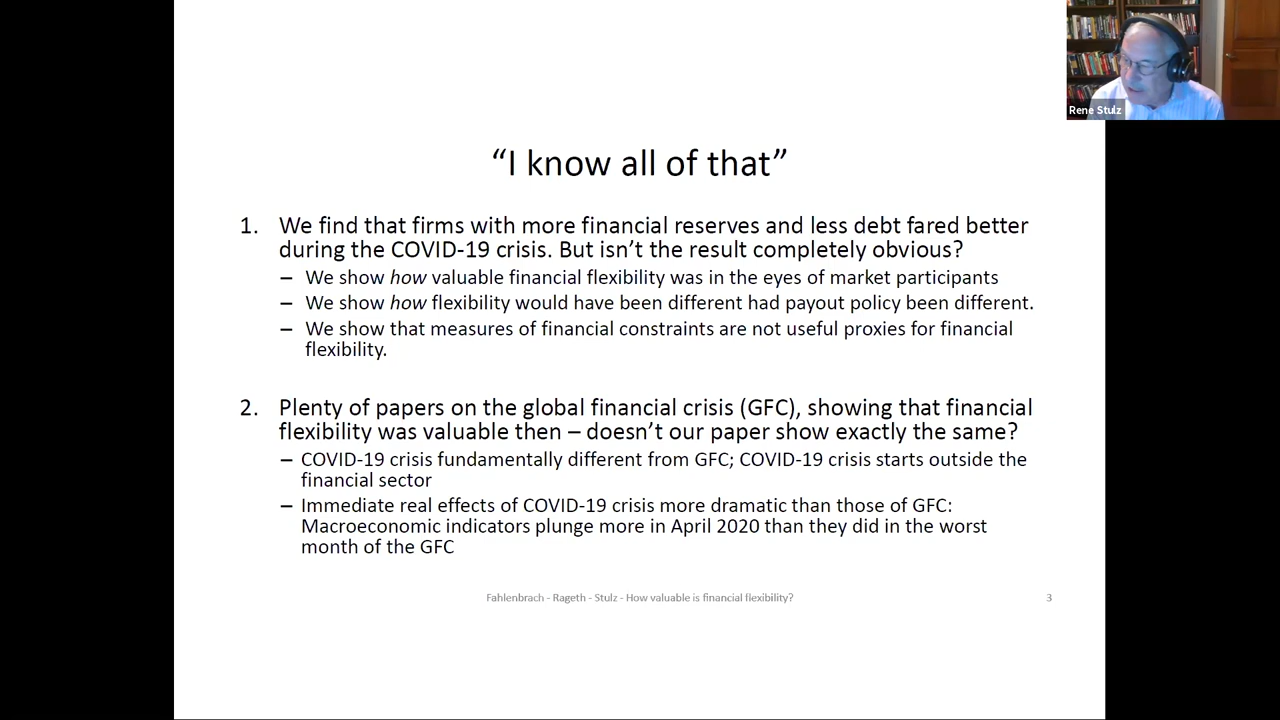 Rene Stulz
“I know all of that”
1. We find that firms with more financial reserves and less debt fared better
during the COVID-19 crisis. But isn’t the result completely obvious?
– We show how valuable financial flexibility was in the eyes of market participants
– We show how flexibility would have been different had payout policy been different.
– We show that measures of financial constraints are not useful proxies for financial
flexibility.
2. Plenty of papers on the global financial crisis (GFC), showing that financial
flexibility was valuable then – doesn’t our paper show exactly the same?
– COVID-19 crisis fundamentally different from GFC; COVID-19 crisis starts outside the
financial sector
– Immediate real effects of COVID-19 crisis more dramatic than those of GFC:
Macroeconomic indicators plunge more in April 2020 than they did in the worst
month of the GFC
Fahlenbrach - Rageth - Stulz - How valuable is financial flexibility?
3